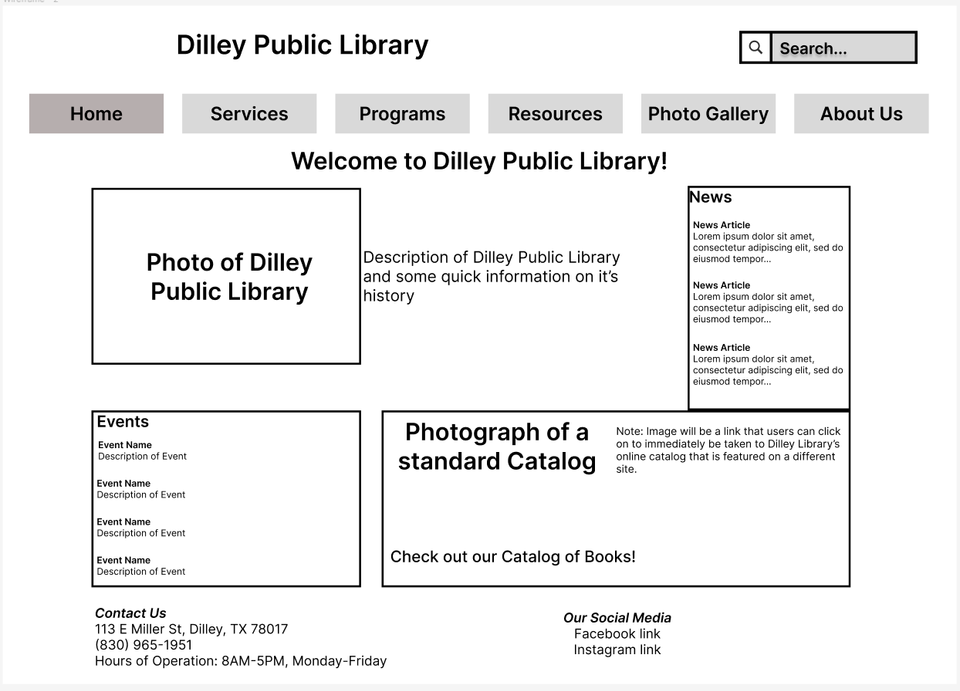 Wireframe - 2
Dilley Public Library
Search...
Home
Services
Programs
Resources
Photo Gallery
About Us
Welcome to Dilley Public Library!
Photo of Dilley
Public Library
Description of Dilley Public Library
and some quick information on it’s
history
News
News Article
Lorem ipsum dolor sit amet,
consectetur adipiscing elit, sed do
eiusmod tempor...
News Article
Lorem ipsum dolor sit amet,
consectetur adipiscing elit, sed do
eiusmod tempor...
News Article
Lorem ipsum dolor sit amet,
consectetur adipiscing elit, sed do
eiusmod tempor...
Events
Event Name
Description of Event
Event Name
Description of Event
Event Name
Description of Event
Event Name
Description of Event
Photograph of a
standard Catalog
Note: Image will be a link that users can click
on to immediately be taken to Dilley Library’s
online catalog that is featured on a different
site.
Check out our Catalog of Books!
Contact Us
113 E Miller St, Dilley, TX 78017
(830) 965-1951
Hours of Operation: 8AM-5PM, Monday-Friday
Our Social Media
Facebook link
Instagram link